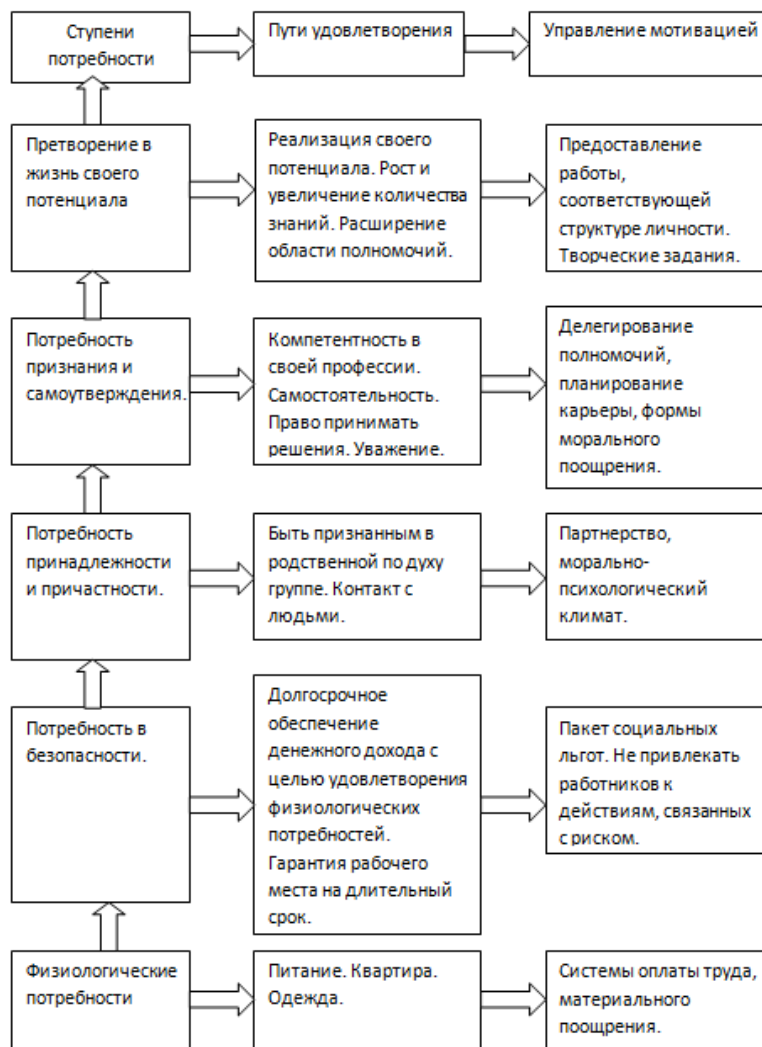 Ступени
потребности
Пути удовлетворения
Управление мотивацией
Претворение в
жизнь своего
потенциала
Реализация своего
потенциала. Рост и
увеличение количества
знаний. Расширение
области полномочий.
Предоставление
работы,
соответствующей
структуре личности.
Творческие задания.
Потребность
признания и
самоутверждения.
Компетентность в
своей профессии.
Самостоятельность.
Право принимать
решения. Уважение.
Делегирование
полномочий,
планирование
карьеры, формы
морального
поощрения.
Потребность
принадлежности
и причастности.
Быть признанным в
родственной по духу
группе. Контакт с
людьми.
Партнерство,
морально-
психологический
климат.
Потребность в
безопасности.
Долгосрочное
обеспечение
денежного дохода с
целью удовлетворения
физиологических
потребностей.
Гарантия рабочего
места на длительный
срок.
Пакет социальных
льгот. Не привлекать
работников к
действиям, связанных
с риском.
Физиологические
потребности
Питание. Квартира.
Одежда.
Системы оплаты труда,
материального
поощрения.